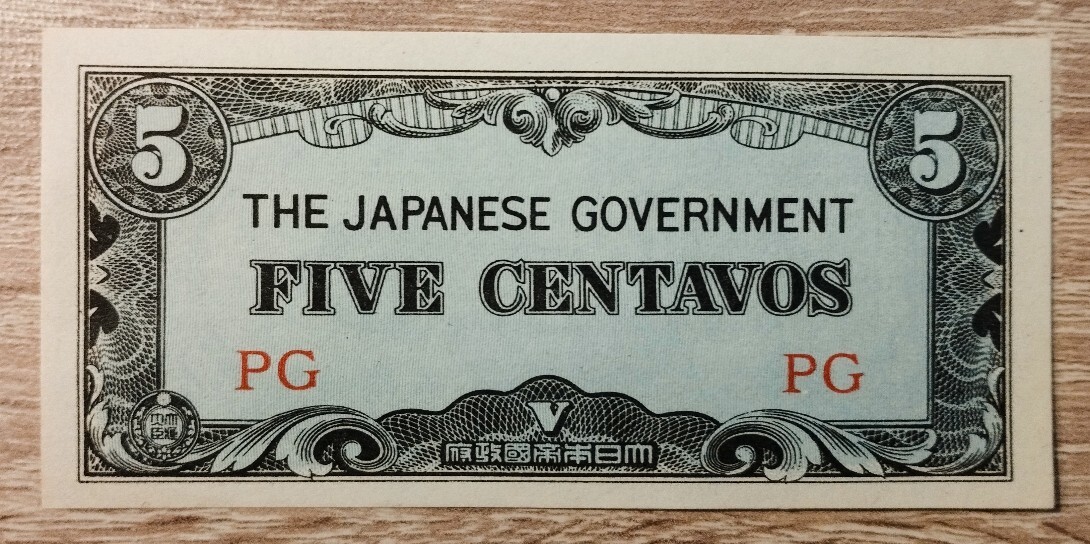 5 5
THE JAPANESE GOVERNMENT
FIVE CENTAVOS
PG PG
V
大日本帝國政府